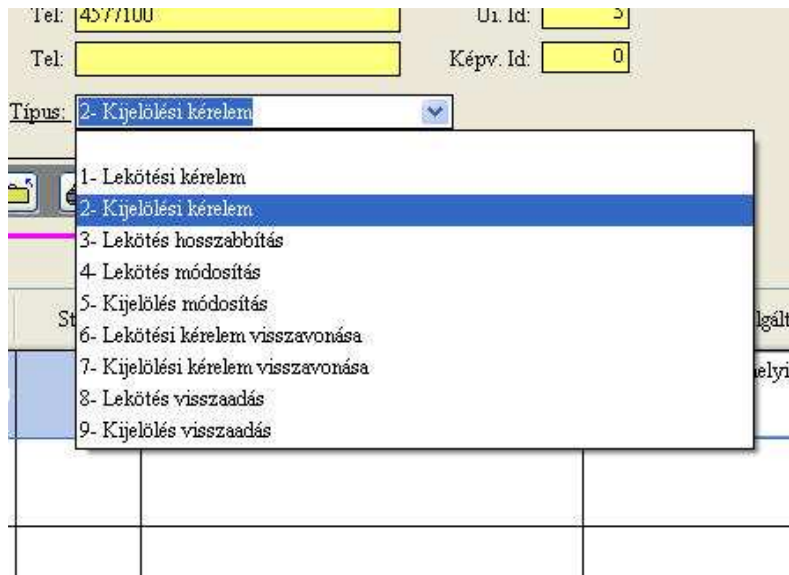 Tel: 4577100 Üi. Id: 5
Tel: Képv. Id: 0
Típus: 2- Kijelölési kérelem
1- Lekötési kérelem
2- Kijelölési kérelem
3- Lekötés hosszabbítás
4- Lekötés módosítás
5- Kijelölés módosítás
6- Lekötési kérelem visszavonása
7- Kijelölési kérelem visszavonása
8- Lekötés visszaadás
9- Kijelölés visszaadás